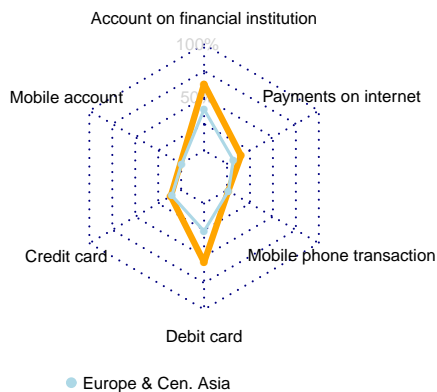 Account on financial institution
100%
Mobile account
50%
Payments on internet
Credit card
Mobile phone transaction
Debit card
Europe & Cen. Asia